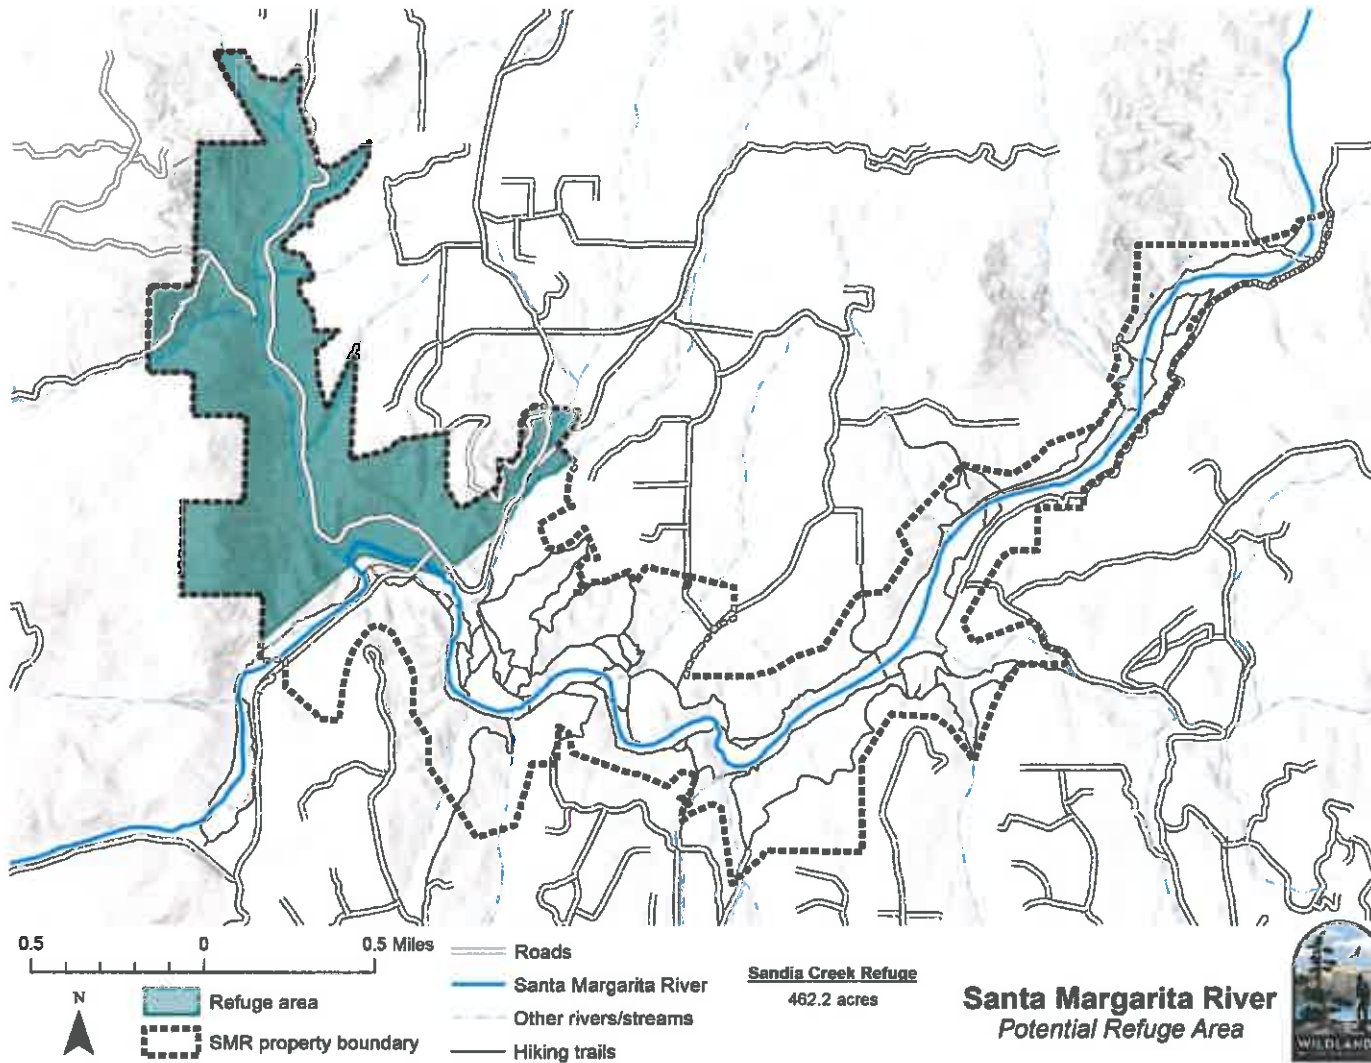 0.5 0 0.5 Miles
N
Refuge area
SMR property boundary
Roads
Santa Margarita River
Other rivers/streams
Hiking trails
Sandia Creek Refuge
462.2 acres
Santa Margarita River
Potential Refuge Area